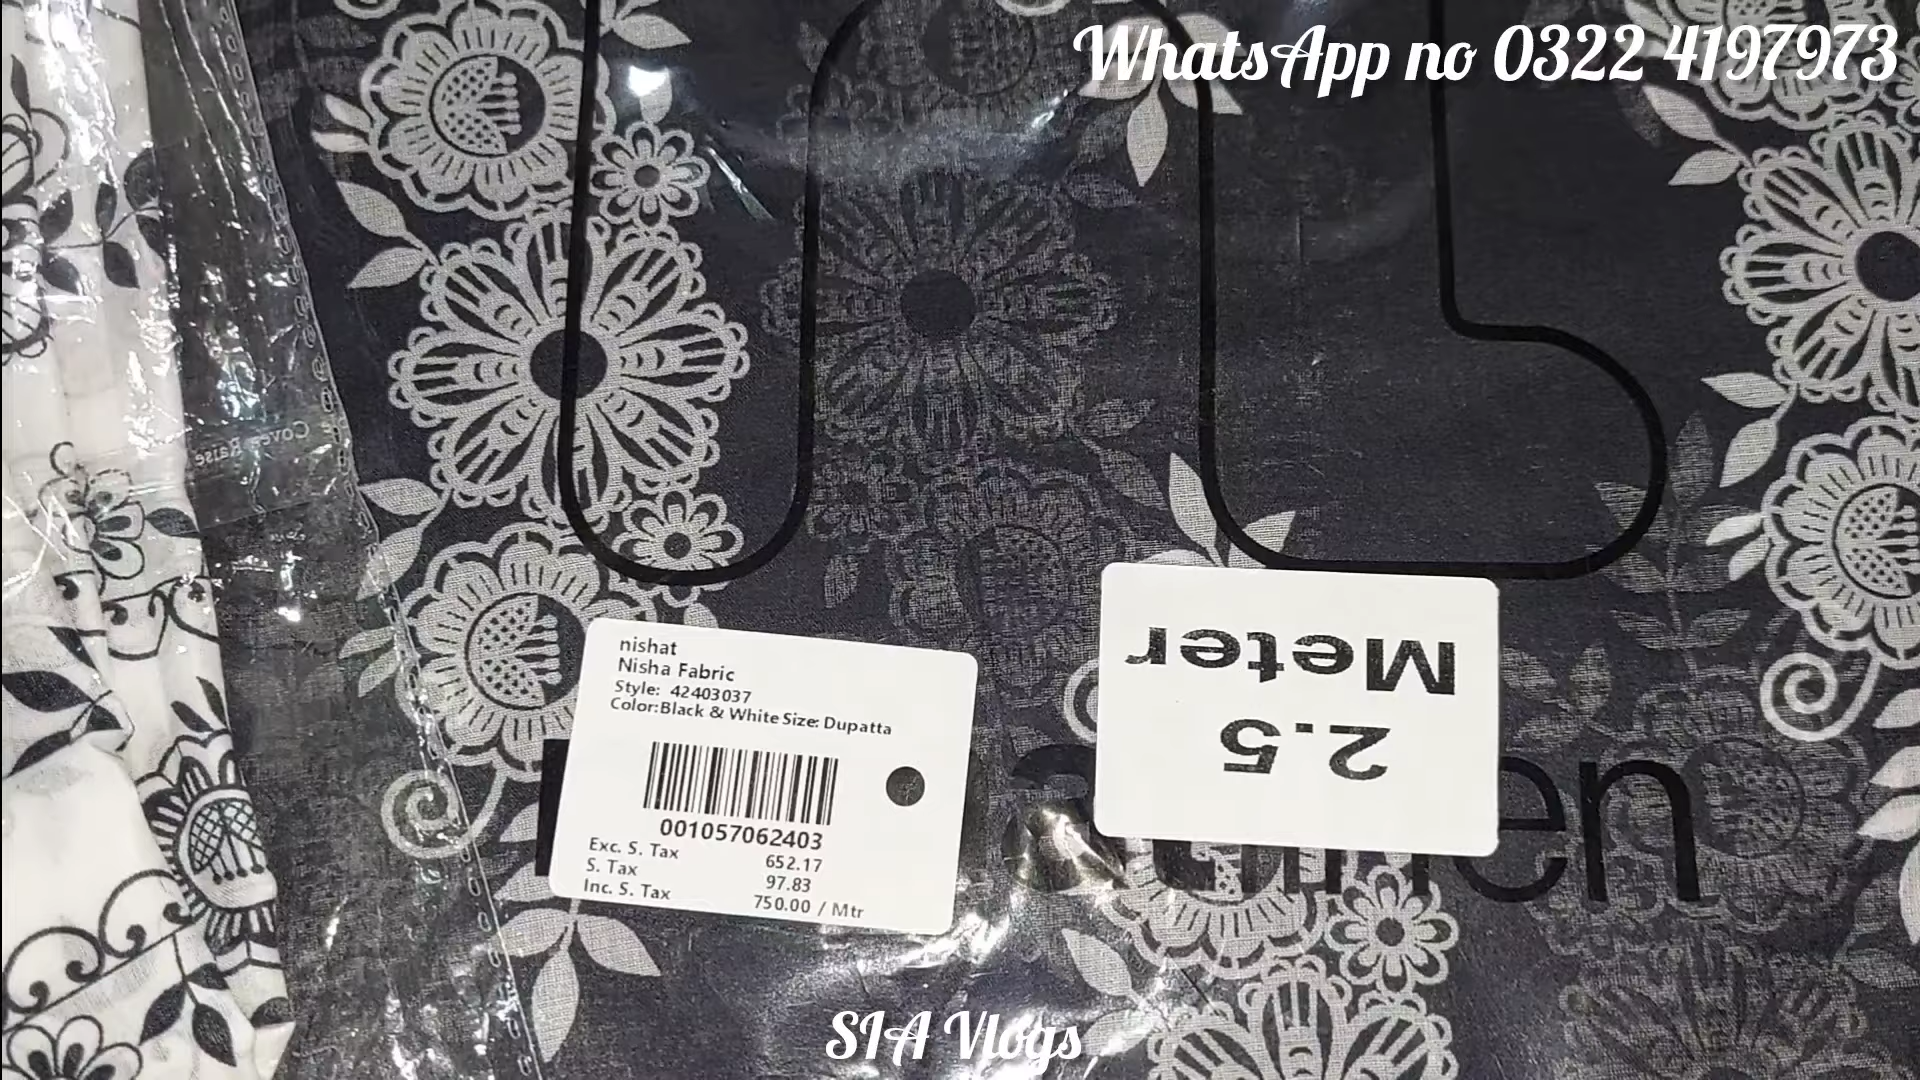 WhatsApp no 0322 4197973
nishat
Nisha Fabric
Style: 42403037
Color:Black & White Size: Dupatta
001057062403
Exc. S. Tax 652.17
S. Tax 97.83
Inc. S. Tax 750.00 / Mtr
2.5
Meter
SIA Vlogs